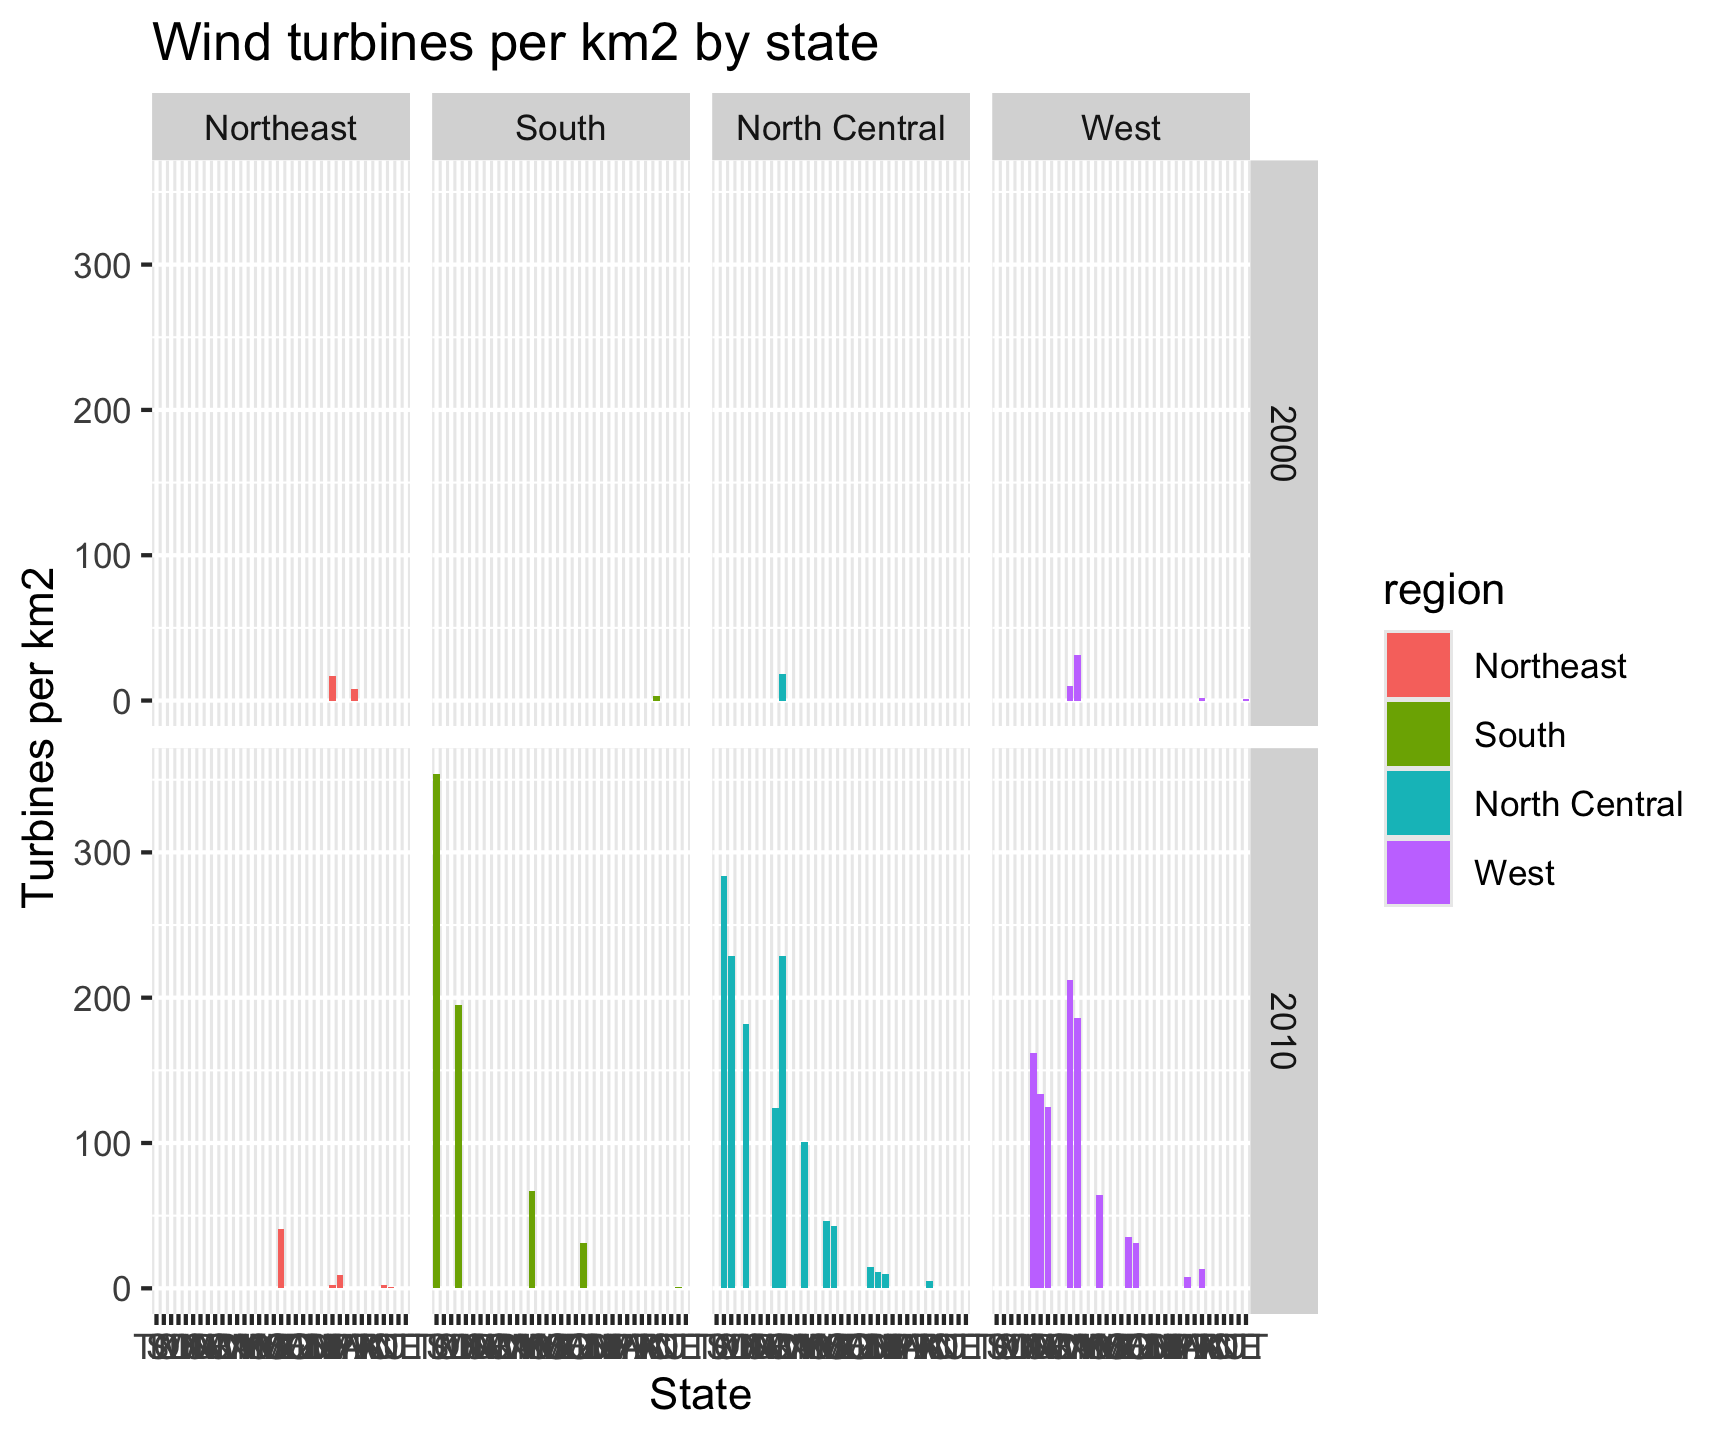 Wind turbines per km2 by state
Northeast South North Central West
300
200
100
0
2000
300
200
100
0
2010
Turbines per km2
State
region
Northeast
South
North Central
West